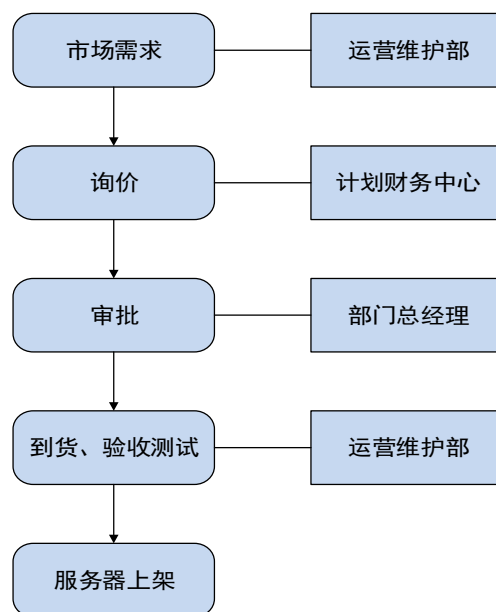 市场需求
运营维护部
询价
计划财务中心
审批
部门总经理
到货、验收测试
运营维护部
服务器上架